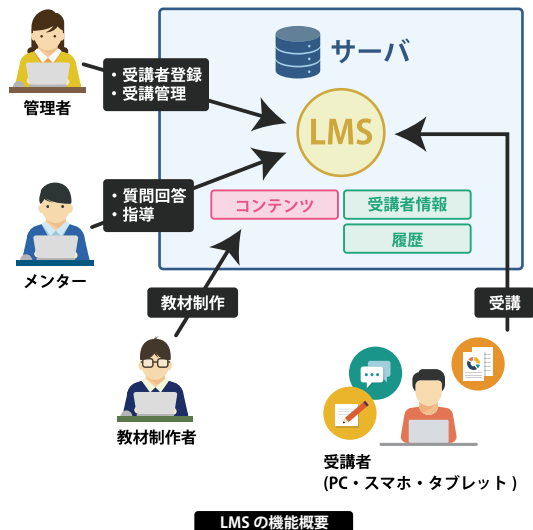 サーバ
・受講者登録
・受講管理
管理者
LMS
・質問回答
・指導
メンター
コンテンツ
受講者情報
履歴
教材制作
受講
教材制作者
受講者
(PC・スマホ・タブレット)
LMSの機能概要